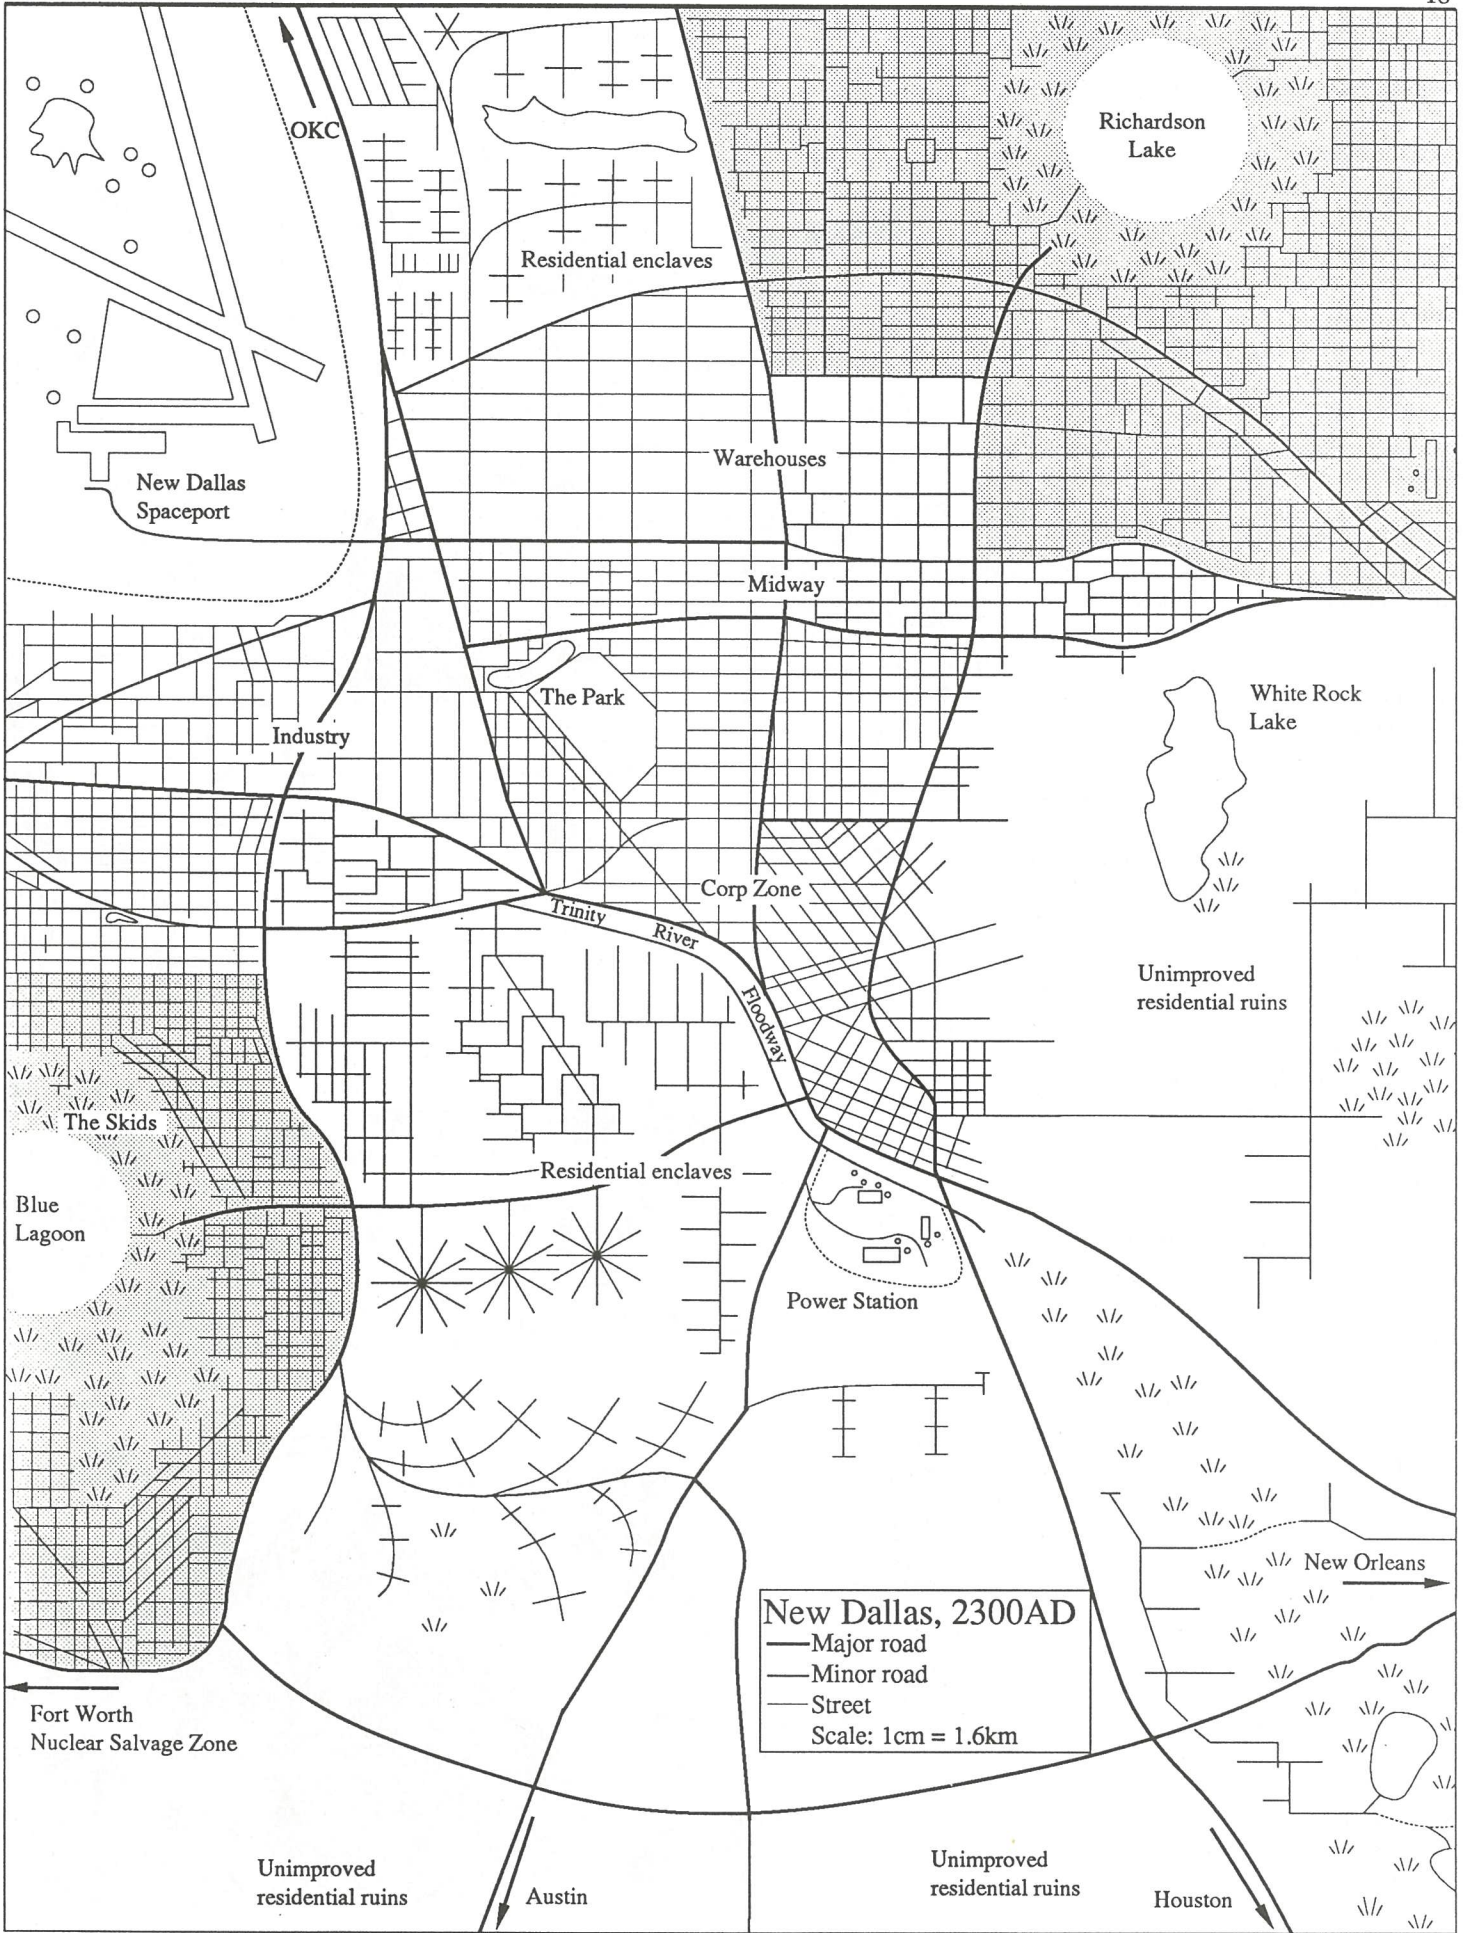 OKC
Richardson
Lake
Residential enclaves
Warehouses
New Dallas
Spaceport
Midway
The Park
White Rock
Lake
Industry
Corp Zone
Trinity
River
Floodway
Unimproved
residential ruins
The Skids
Residential enclaves
Blue
Lagoon
Power Station
New Orleans
New Dallas, 2300AD
Major road
Minor road
Street
Scale: 1cm = 1.6km
Fort Worth
Nuclear Salvage Zone
Unimproved
residential ruins
Austin
Unimproved
residential ruins
Houston